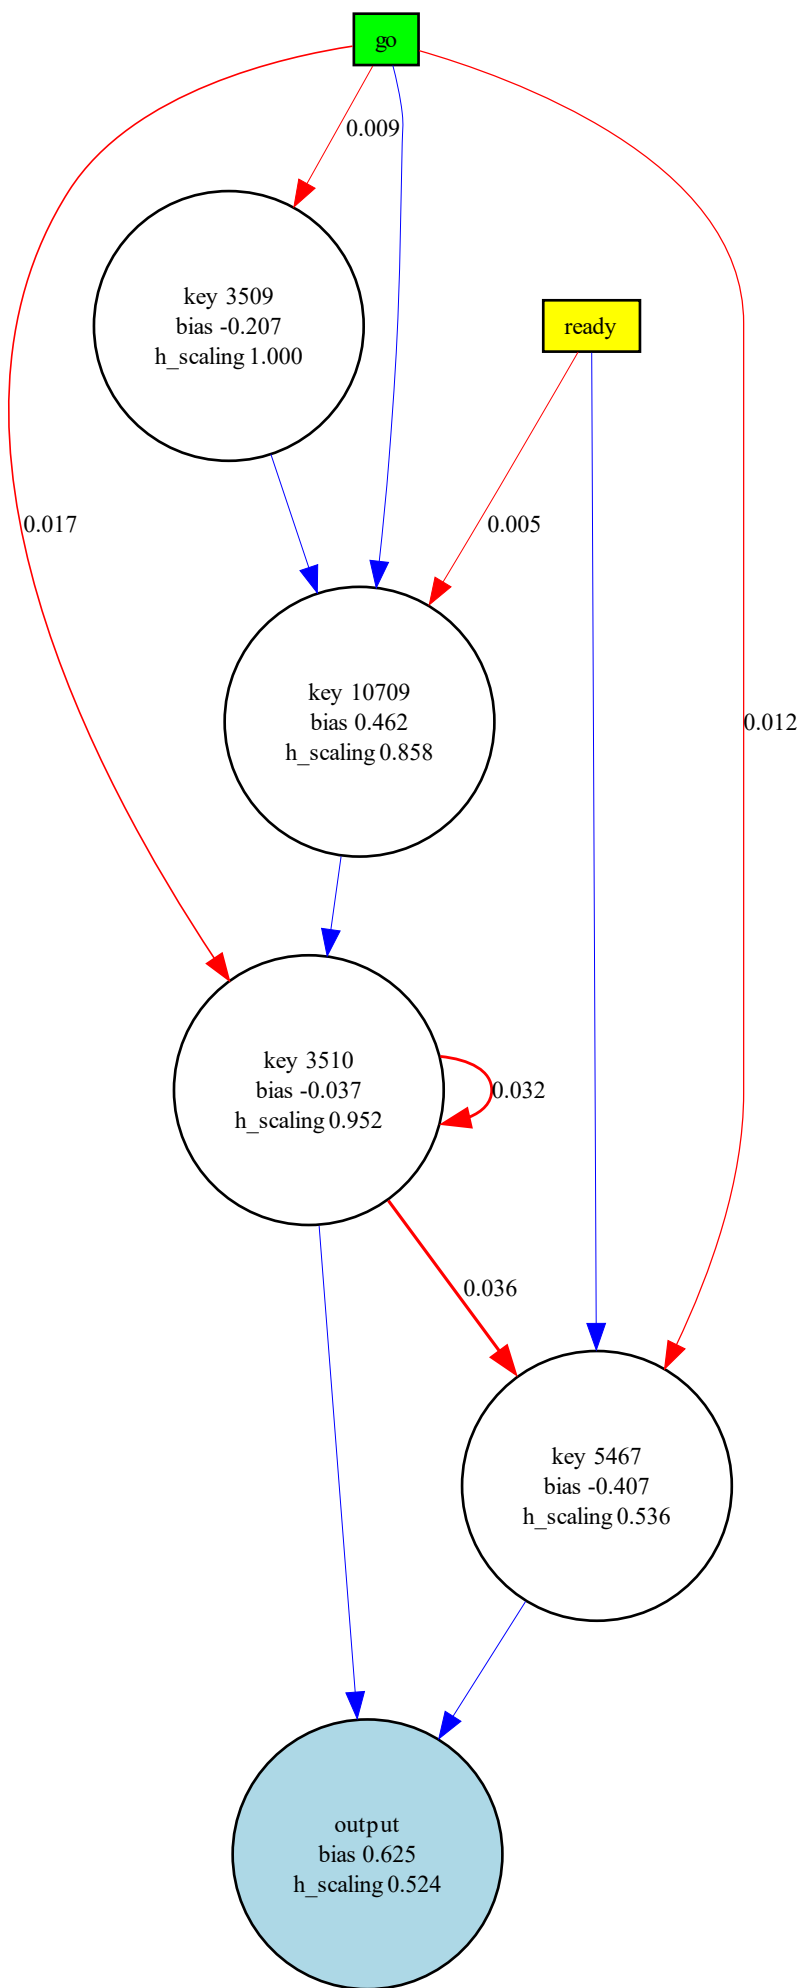 go
0.009
key 3509
bias -0.207
h_scaling 1.000
ready
0.017
0.005
key 10709
bias 0.462
h_scaling 0.858
0.012
key 3510
bias -0.037
h_scaling 0.952
0.032
0.036
key 5467
bias -0.407
h_scaling 0.536
output
bias 0.625
h_scaling 0.524